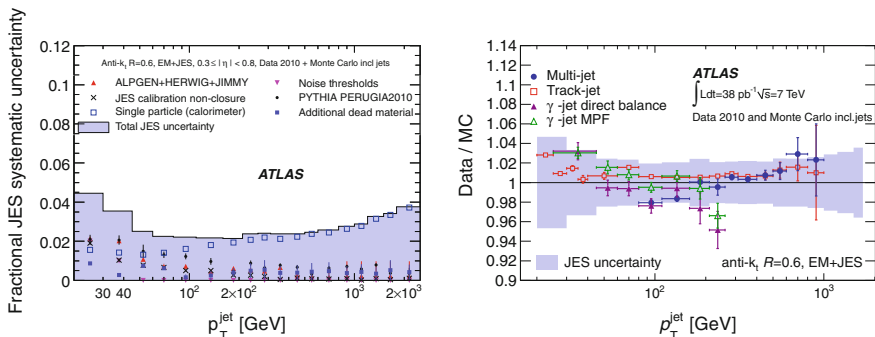 Fractional JES systematic uncertainty
0.12
0.1
0.08
0.06
0.04
0.02
0
Anti-kt R=0.6, EM+JES, 0.3≤ | η | < 0.8, Data 2010 + Monte Carlo incl jets
ALPGEN+HERWIG+JIMMY
JES calibration non-closure
Single particle (calorimeter)
Total JES uncertainty
Noise thresholds
PYTHIA PERUGIA2010
Additional dead material
ATLAS
30 40 10² 2×10² 10³ 2×10³
pTjet [GeV]
Data / MC
1.14
1.12
1.1
1.08
1.06
1.04
1.02
1
0.98
0.96
0.94
0.92
0.9
Multi-jet
Track-jet
γ -jet direct balance
γ -jet MPF
ATLAS
∫ Ldt=38 pb⁻¹√s=7 TeV
Data 2010 and Monte Carlo incl.jets
JES uncertainty
anti-kt R=0.6, EM+JES
10² 10³
pTjet [GeV]